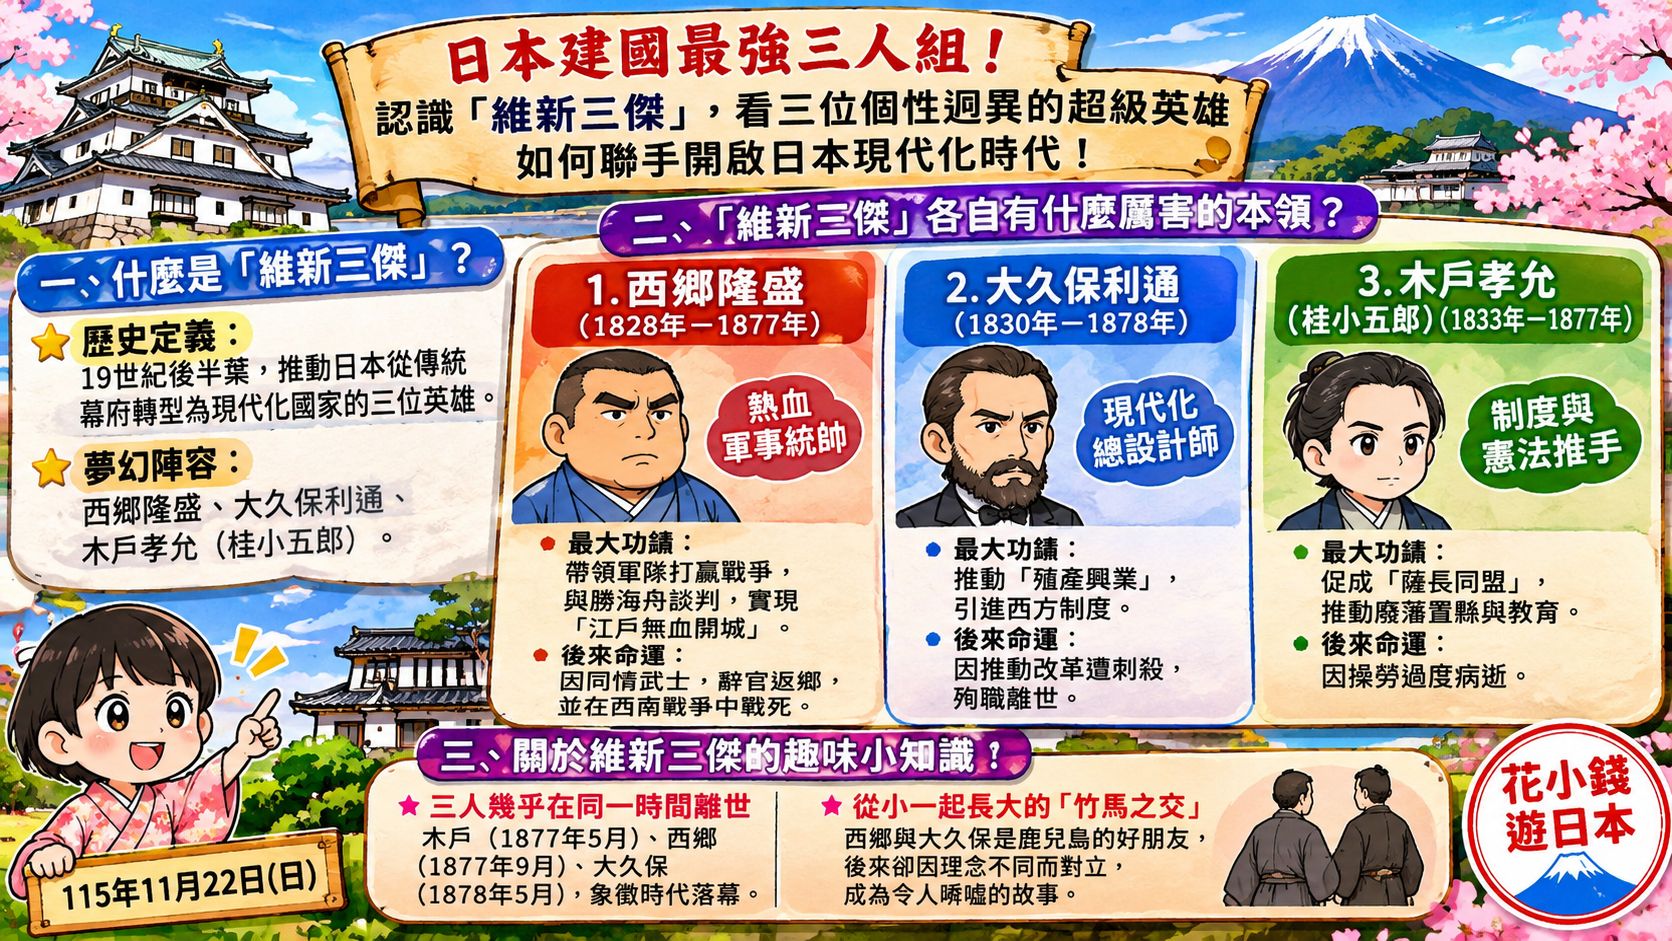 日本建國最強三人組！
認識「維新三傑」，看三位個性迥異的超級英雄
如何聯手開啟日本現代化時代！
一、什麼是「維新三傑」？
歷史定義：
19世紀後半葉，推動日本從傳統
幕府轉型為現代化國家的三位英雄。
夢幻陣容：
西鄉隆盛、大久保利通、
木戶孝允（桂小五郎）。
二、「維新三傑」各自有什麼厲害的本領？
1.西鄉隆盛
（1828年－1877年）
熱血
軍事統帥
最大功績：
帶領軍隊打贏戰爭，
與勝海舟談判，實現
「江戶無血開城」。
後來命運：
因同情武士，辭官返鄉，
並在西南戰爭中戰死。
2.大久保利通
（1830年－1878年）
現代化
總設計師
最大功績：
推動「殖產興業」，
引進西方制度。
後來命運：
因推動改革遭刺殺，
殉職離世。
3.木戶孝允
（桂小五郎）（1833年－1877年）
制度與
憲法推手
最大功績：
促成「薩長同盟」，
推動廢藩置縣與教育。
後來命運：
因操勞過度病逝。
三、關於維新三傑的趣味小知識！
三人幾乎在同一時間離世
木戶（1877年5月）、西鄉
（1877年9月）、大久保
（1878年5月），象徵時代落幕。
從小一起長大的「竹馬之交」
西鄉與大久保是鹿兒島的好朋友，
後來卻因理念不同而對立，
成為令人唏噓的故事。
115年11月22日(日)
花小錢
遊日本